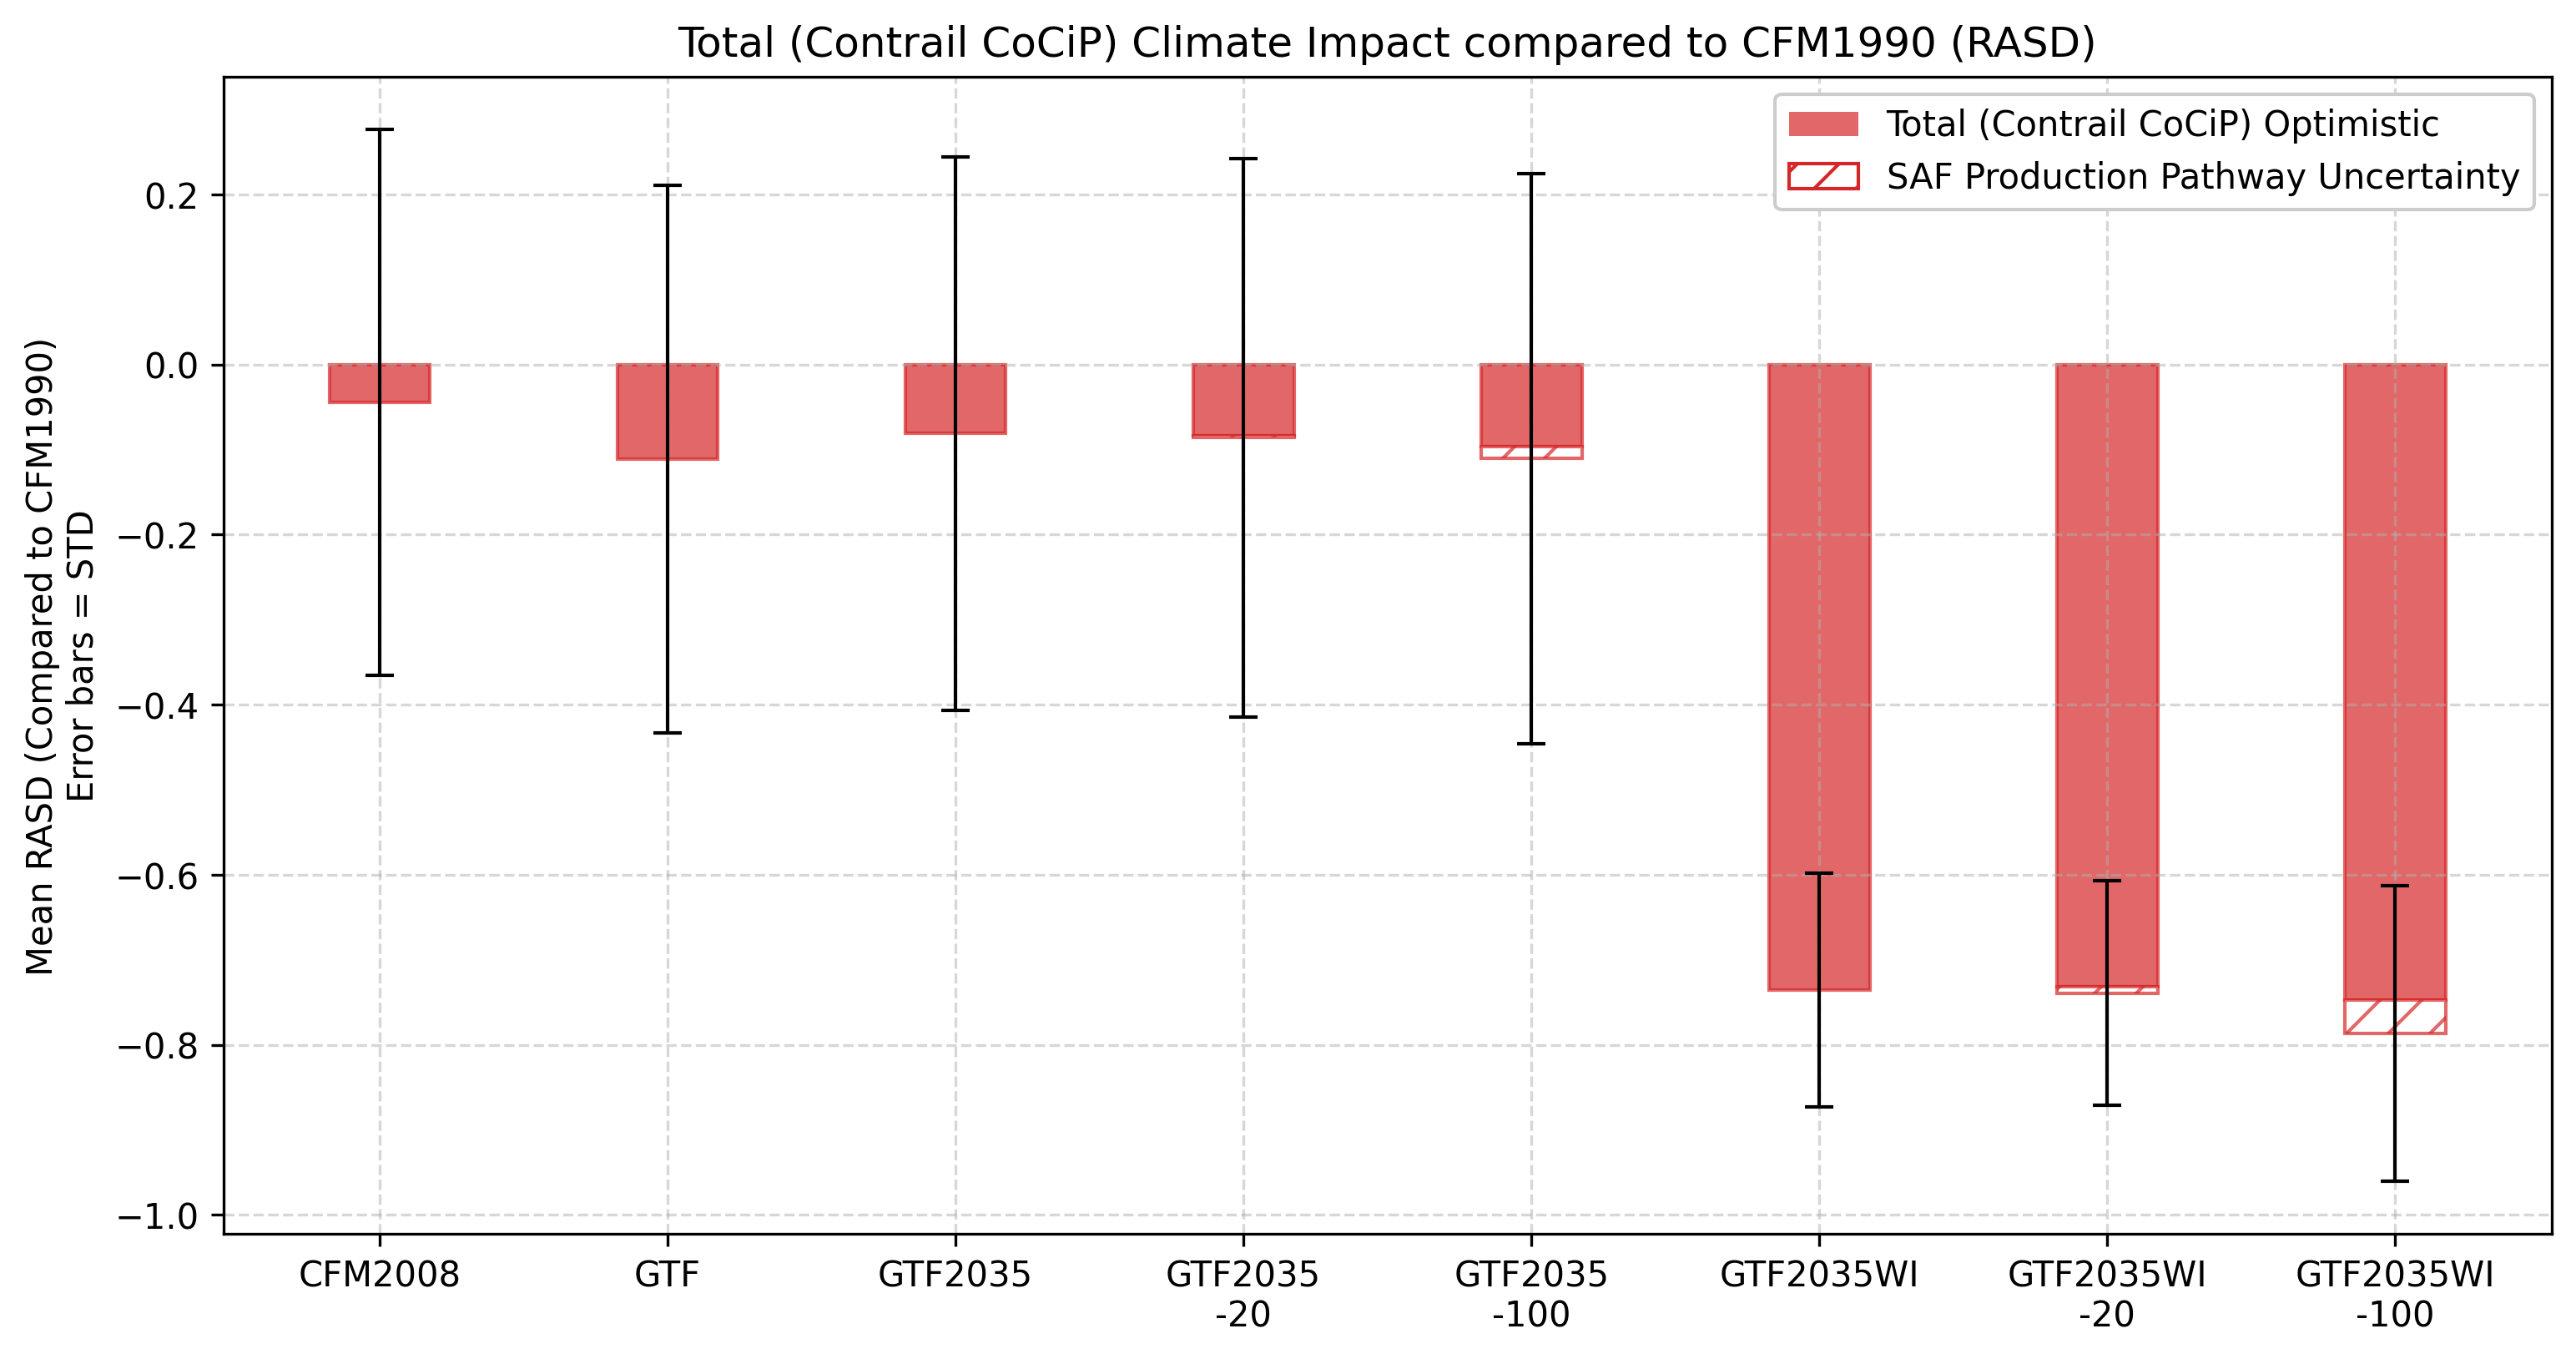 Total (Contrail CoCiP) Climate Impact compared to CFM1990 (RASD)
Total (Contrail CoCiP) Optimistic
SAF Production Pathway Uncertainty
Mean RASD (Compared to CFM1990)
Error bars = STD
0.2
0.0
−0.2
−0.4
−0.6
−0.8
−1.0
CFM2008
GTF
GTF2035
GTF2035
-20
GTF2035
-100
GTF2035WI
GTF2035WI
-20
GTF2035WI
-100